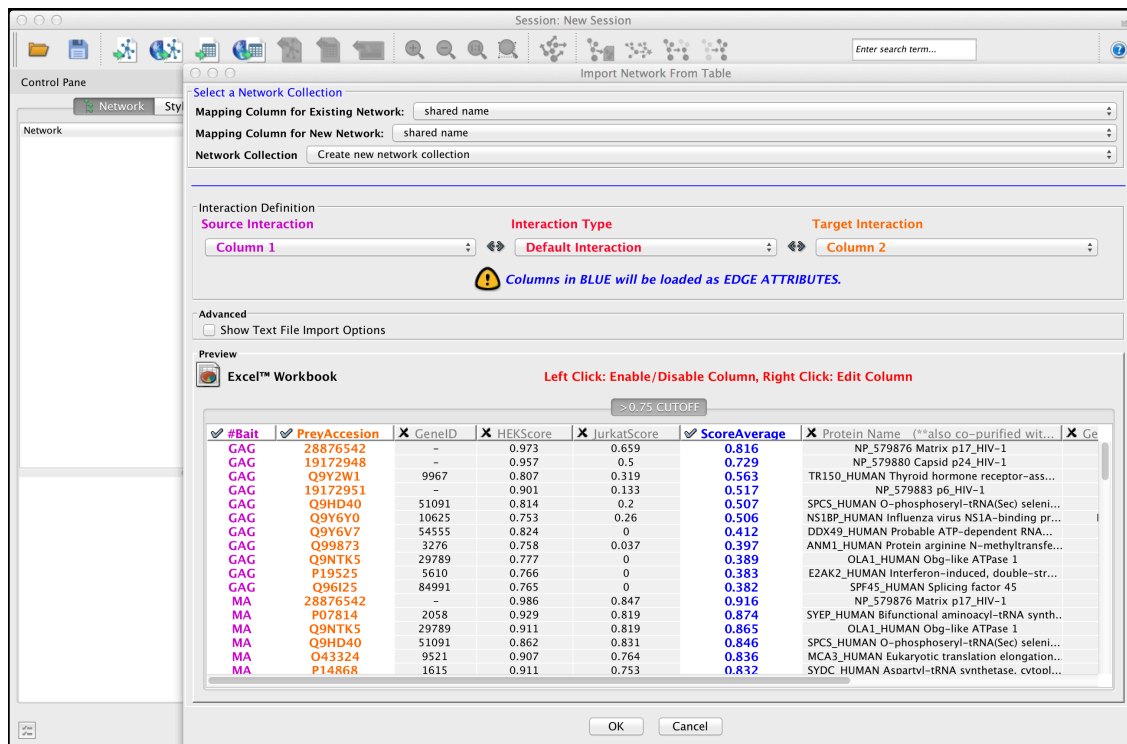 Session: New Session
Enter search term...
Control Pane
Import Network From Table
Network Styl
Network
Select a Network Collection
Mapping Column for Existing Network: shared name
Mapping Column for New Network: shared name
Network Collection Create new network collection
Interaction Definition
Source Interaction Interaction Type Target Interaction
Column 1 Default Interaction Column 2
Columns in BLUE will be loaded as EDGE ATTRIBUTES.
Advanced
Show Text File Import Options
Preview
Excel™ Workbook Left Click: Enable/Disable Column, Right Click: Edit Column
>0.75 CUTOFF
#Bait PreyAccesion GeneID HEKScore JurkatScore ScoreAverage Protein Name (**also co-purified wit... Ge
GAG 28876542 – 0.973 0.659 0.816 NP_579876 Matrix p17_HIV-1
GAG 19172948 – 0.957 0.5 0.729 NP_579880 Capsid p24_HIV-1
GAG Q9Y2W1 9967 0.807 0.319 0.563 TR150_HUMAN Thyroid hormone receptor-ass...
GAG 19172951 – 0.901 0.133 0.517 NP_579883 p6_HIV-1
GAG Q9HD40 51091 0.814 0.2 0.507 SPCS_HUMAN O-phosphoseryl-tRNA(Sec) seleni...
GAG Q9Y6Y0 10625 0.753 0.26 0.506 NS1BP_HUMAN Influenza virus NS1A-binding pr...
GAG Q9Y6V7 54555 0.824 0 0.412 DDX49_HUMAN Probable ATP-dependent RNA...
GAG Q99873 3276 0.758 0.037 0.397 ANM1_HUMAN Protein arginine N-methyltransfe...
GAG Q9NTK5 29789 0.777 0 0.389 OLA1_HUMAN Obg-like ATPase 1
GAG P19525 5610 0.766 0 0.383 E2AK2_HUMAN Interferon-induced, double-str...
GAG Q96I25 84991 0.765 0 0.382 SPF45_HUMAN Splicing factor 45
MA 28876542 – 0.986 0.847 0.916 NP_579876 Matrix p17_HIV-1
MA P07814 2058 0.929 0.819 0.874 SYEP_HUMAN Bifunctional aminoacyl-tRNA synth..
MA Q9NTK5 29789 0.911 0.819 0.865 OLA1_HUMAN Obg-like ATPase 1
MA Q9HD40 51091 0.862 0.831 0.846 SPCS_HUMAN O-phosphoseryl-tRNA(Sec) seleni...
MA O43324 9521 0.907 0.764 0.836 MCA3_HUMAN Eukaryotic translation elongation...
MA P14868 1615 0.911 0.753 0.832 SYDC_HUMAN Aspartyl-tRNA synthetase, cytopl...
OK Cancel